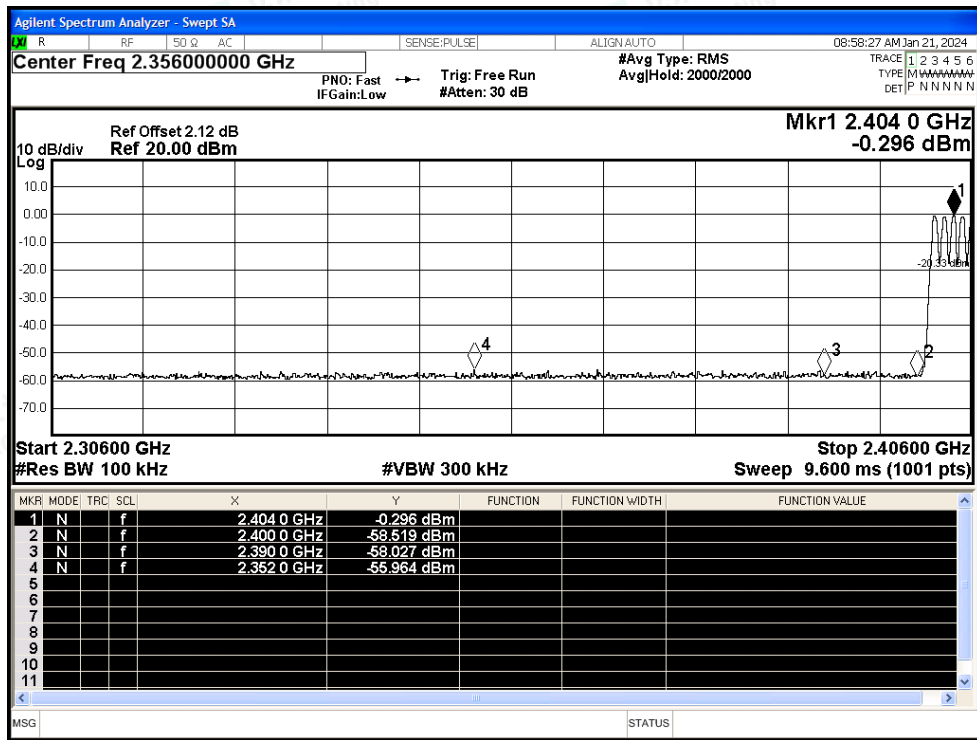 Agilent Spectrum Analyzer - Swept SA
LXI R RF 50 Ω AC SENSE:PULSE ALIGN AUTO 08:58:27 AM Jan 21, 2024
Center Freq 2.356000000 GHz
PNO: Fast
IFGain:Low
Trig: Free Run
#Atten: 30 dB
#Avg Type: RMS
Avg|Hold: 2000/2000
TRACE 1 2 3 4 5 6
TYPE M
DET P N N N N N
Mkr1 2.404 0 GHz
-0.296 dBm
Ref Offset 2.12 dB
10 dB/div Ref 20.00 dBm
Log
10.0
0.00
-10.0
-20.0
-30.0
-40.0
-50.0
-60.0
-70.0
1
-20.33 dBm
4
3
2
Start 2.30600 GHz Stop 2.40600 GHz
#Res BW 100 kHz #VBW 300 kHz Sweep 9.600 ms (1001 pts)
MKR MODE TRC SCL X Y FUNCTION FUNCTION WIDTH FUNCTION VALUE
1 N f 2.404 0 GHz -0.296 dBm
2 N f 2.400 0 GHz -58.519 dBm
3 N f 2.390 0 GHz -58.027 dBm
4 N f 2.352 0 GHz -55.964 dBm
5
6
7
8
9
10
11
MSG STATUS